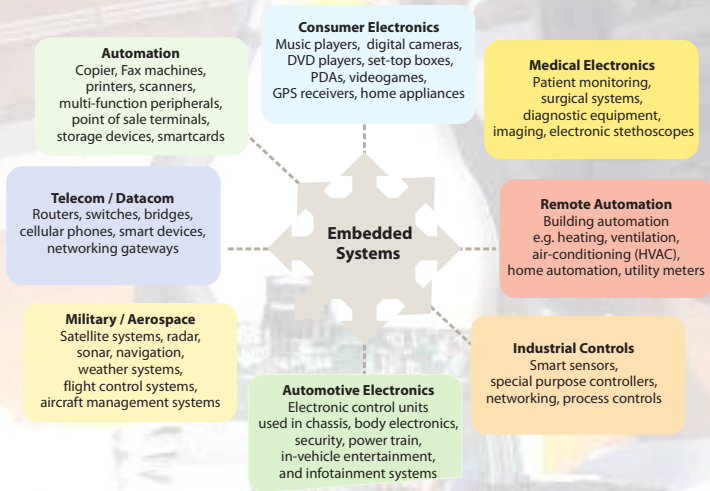 Consumer Electronics
Music players, digital cameras,
DVD players, set-top boxes,
PDAs, videogames,
GPS receivers, home appliances
Automation
Copier, Fax machines,
printers, scanners,
multi-function peripherals,
point of sale terminals,
storage devices, smartcards
Medical Electronics
Patient monitoring,
surgical systems,
diagnostic equipment,
imaging, electronic stethoscopes
Telecom / Datacom
Routers, switches, bridges,
cellular phones, smart devices,
networking gateways
Embedded
Systems
Remote Automation
Building automation
e.g. heating, ventilation,
air-conditioning (HVAC),
home automation, utility meters
Military / Aerospace
Satellite systems, radar,
sonar, navigation,
weather systems,
flight control systems,
aircraft management systems
Automotive Electronics
Electronic control units
used in chassis, body electronics,
security, power train,
in-vehicle entertainment,
and infotainment systems
Industrial Controls
Smart sensors,
special purpose controllers,
networking, process controls